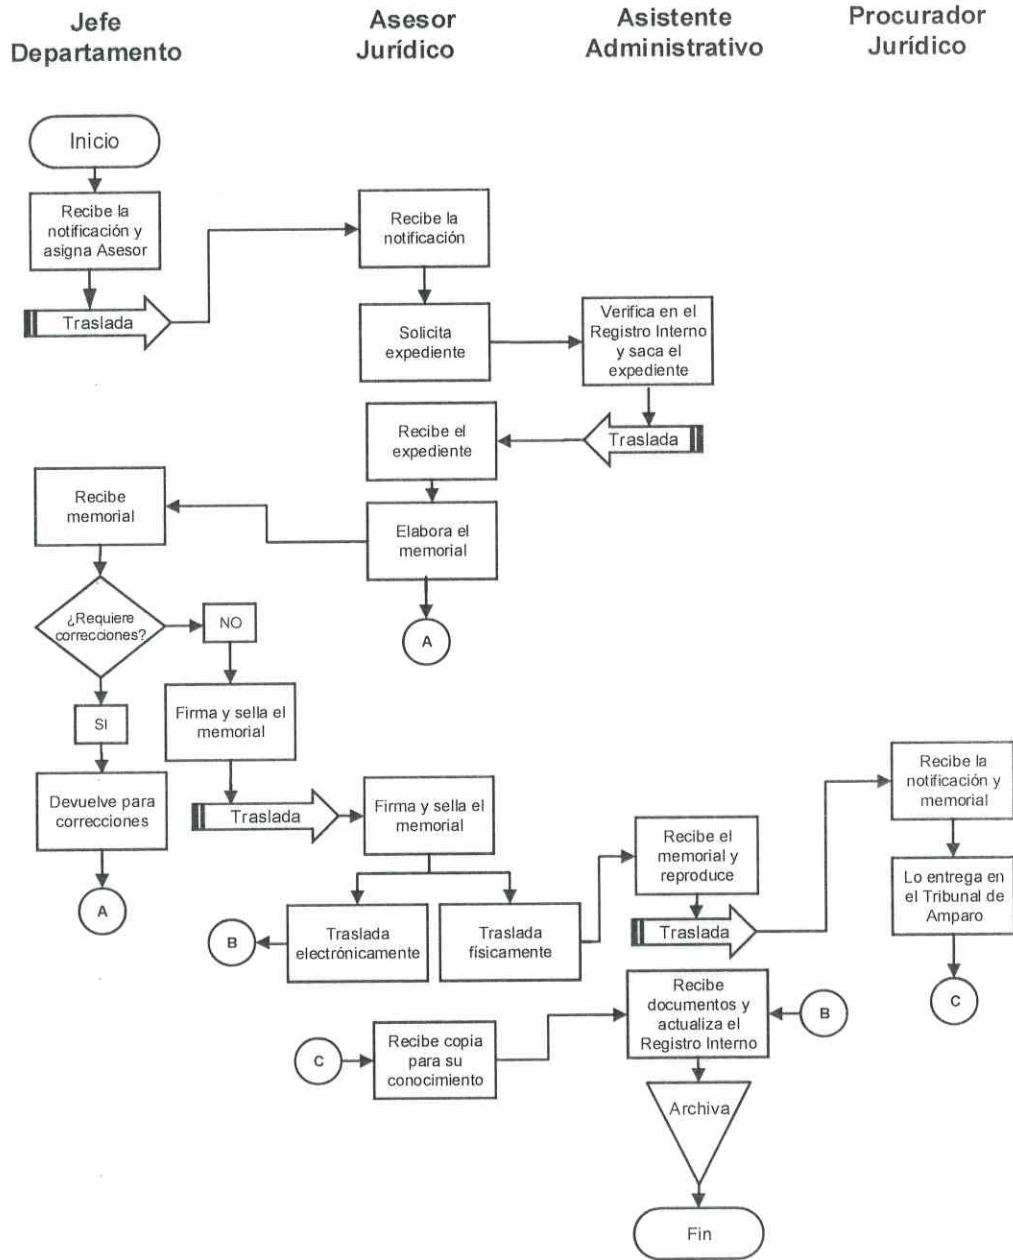 Jefe
Departamento
Asesor
Jurídico
Asistente
Administrativo
Procurador
Jurídico
Inicio
Recibe la
notificación y
asigna Asesor
Traslada
Recibe la
notificación
Solicita
expediente
Verifica en el
Registro Interno
y saca el
expediente
Traslada
Recibe el
expediente
Elabora el
memorial
A
Recibe
memorial
¿Requiere
correcciones?
NO
SI
Firma y sella el
memorial
Devuelve para
correcciones
A
Traslada
Firma y sella el
memorial
Traslada
electrónicamente
B
Traslada
físicamente
Recibe el
memorial y
reproduce
Traslada
Recibe la
notificación y
memorial
Lo entrega en
el Tribunal de
Amparo
C
C
Recibe copia
para su
conocimiento
Recibe
documentos y
actualiza el
Registro Interno
B
Archiva
Fin